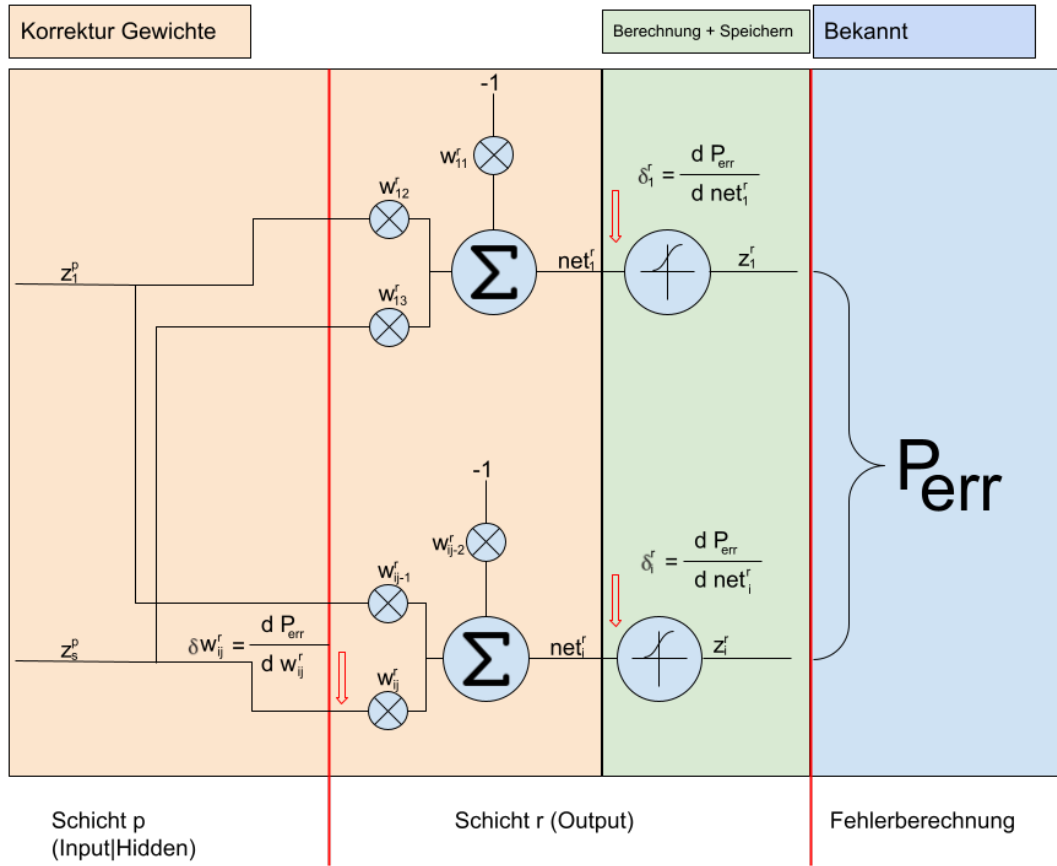 Korrektur Gewichte
Berechnung + Speichern
Bekannt
-1
w^r_11
δ^r_1 = d P_err / d net^r_1
w^r_12
z^p_1
net^r_1
z^r_1
w^r_13
Σ
P_err
-1
w^r_ij-2
δ^r_i = d P_err / d net^r_i
w^r_ij-1
z^p_s
δw^r_ij = d P_err / d w^r_ij
net^r_i
z^r_i
w^r_ij
Σ
Schicht p
(Input|Hidden)
Schicht r (Output)
Fehlerberechnung